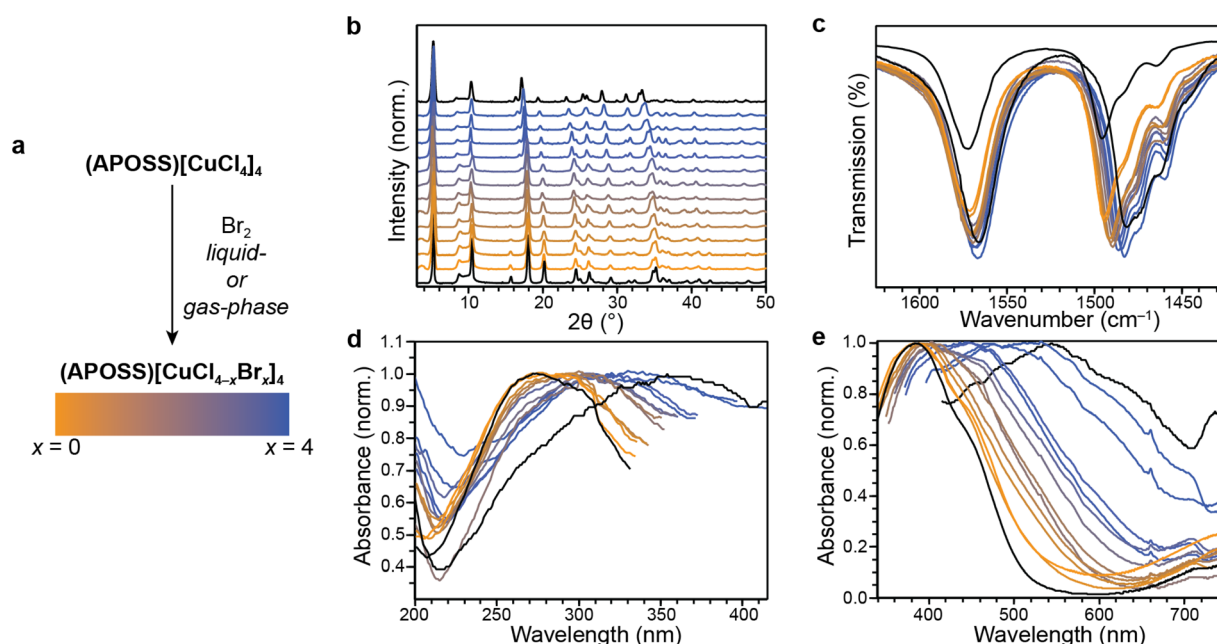 a
(APOSS)[CuCl₄]₄
Br₂
liquid-
or
gas-phase
(APOSS)[CuCl₄₋ₓBrₓ]₄
x = 0
x = 4
b
Intensity (norm.)
10
20
30
40
50
2θ (°)
c
Transmission (%)
1600
1550
1500
1450
Wavenumber (cm⁻¹)
d
Absorbance (norm.)
1.1
1.0
0.9
0.8
0.7
0.6
0.5
0.4
200
250
300
350
400
Wavelength (nm)
e
Absorbance (norm.)
1.0
0.8
0.6
0.4
0.2
0.0
400
500
600
700
Wavelength (nm)